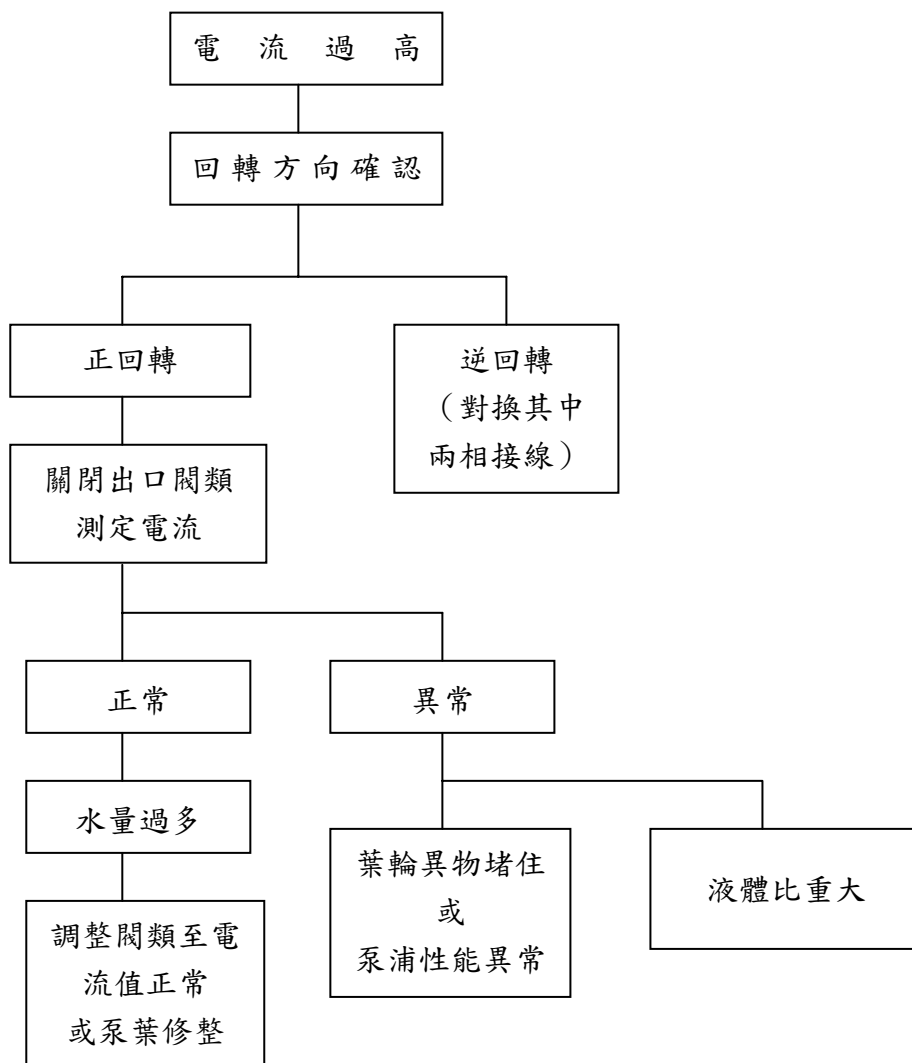 電流過高
回轉方向確認
正回轉
逆回轉
（對換其中
兩相接線）
關閉出口閥類
測定電流
正常
異常
水量過多
葉輪異物堵住
或
泵浦性能異常
液體比重大
調整閥類至電
流值正常
或泵葉修整